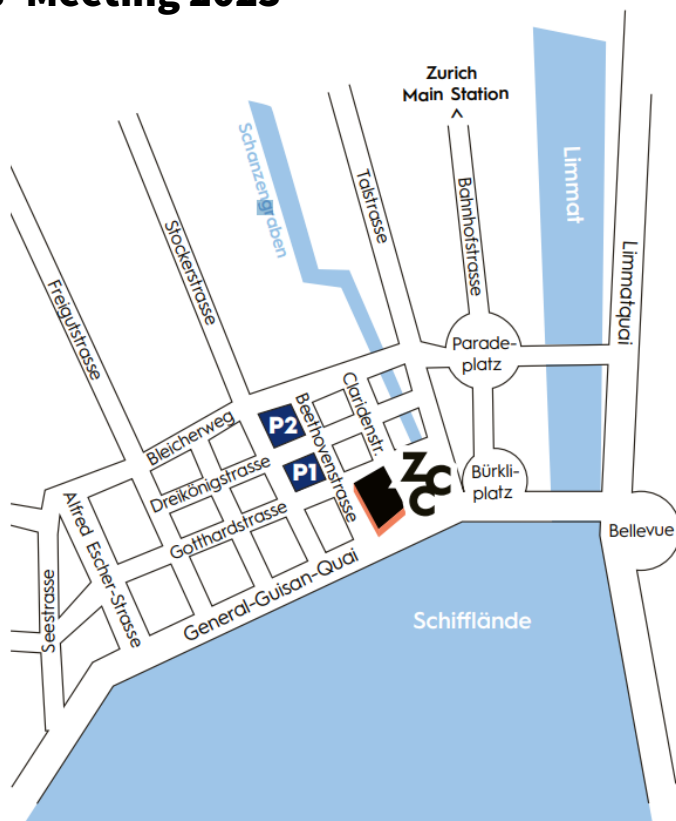 Meeting 2023
Zurich
Main Station
Limmat
Schanzengraben
Talstrasse
Bahnhofstrasse
Stockerstrasse
Limmatquai
Freigutstrasse
Parade-
platz
Claridenstr.
Beethovenstrasse
P2
Bleicherweg
P1
Dreikönigstrasse
ZCC
Bürkli-
platz
Alfred Escher-Strasse
Gotthardstrasse
Bellevue
General-Guisan-Quai
Seestrasse
Schifflände